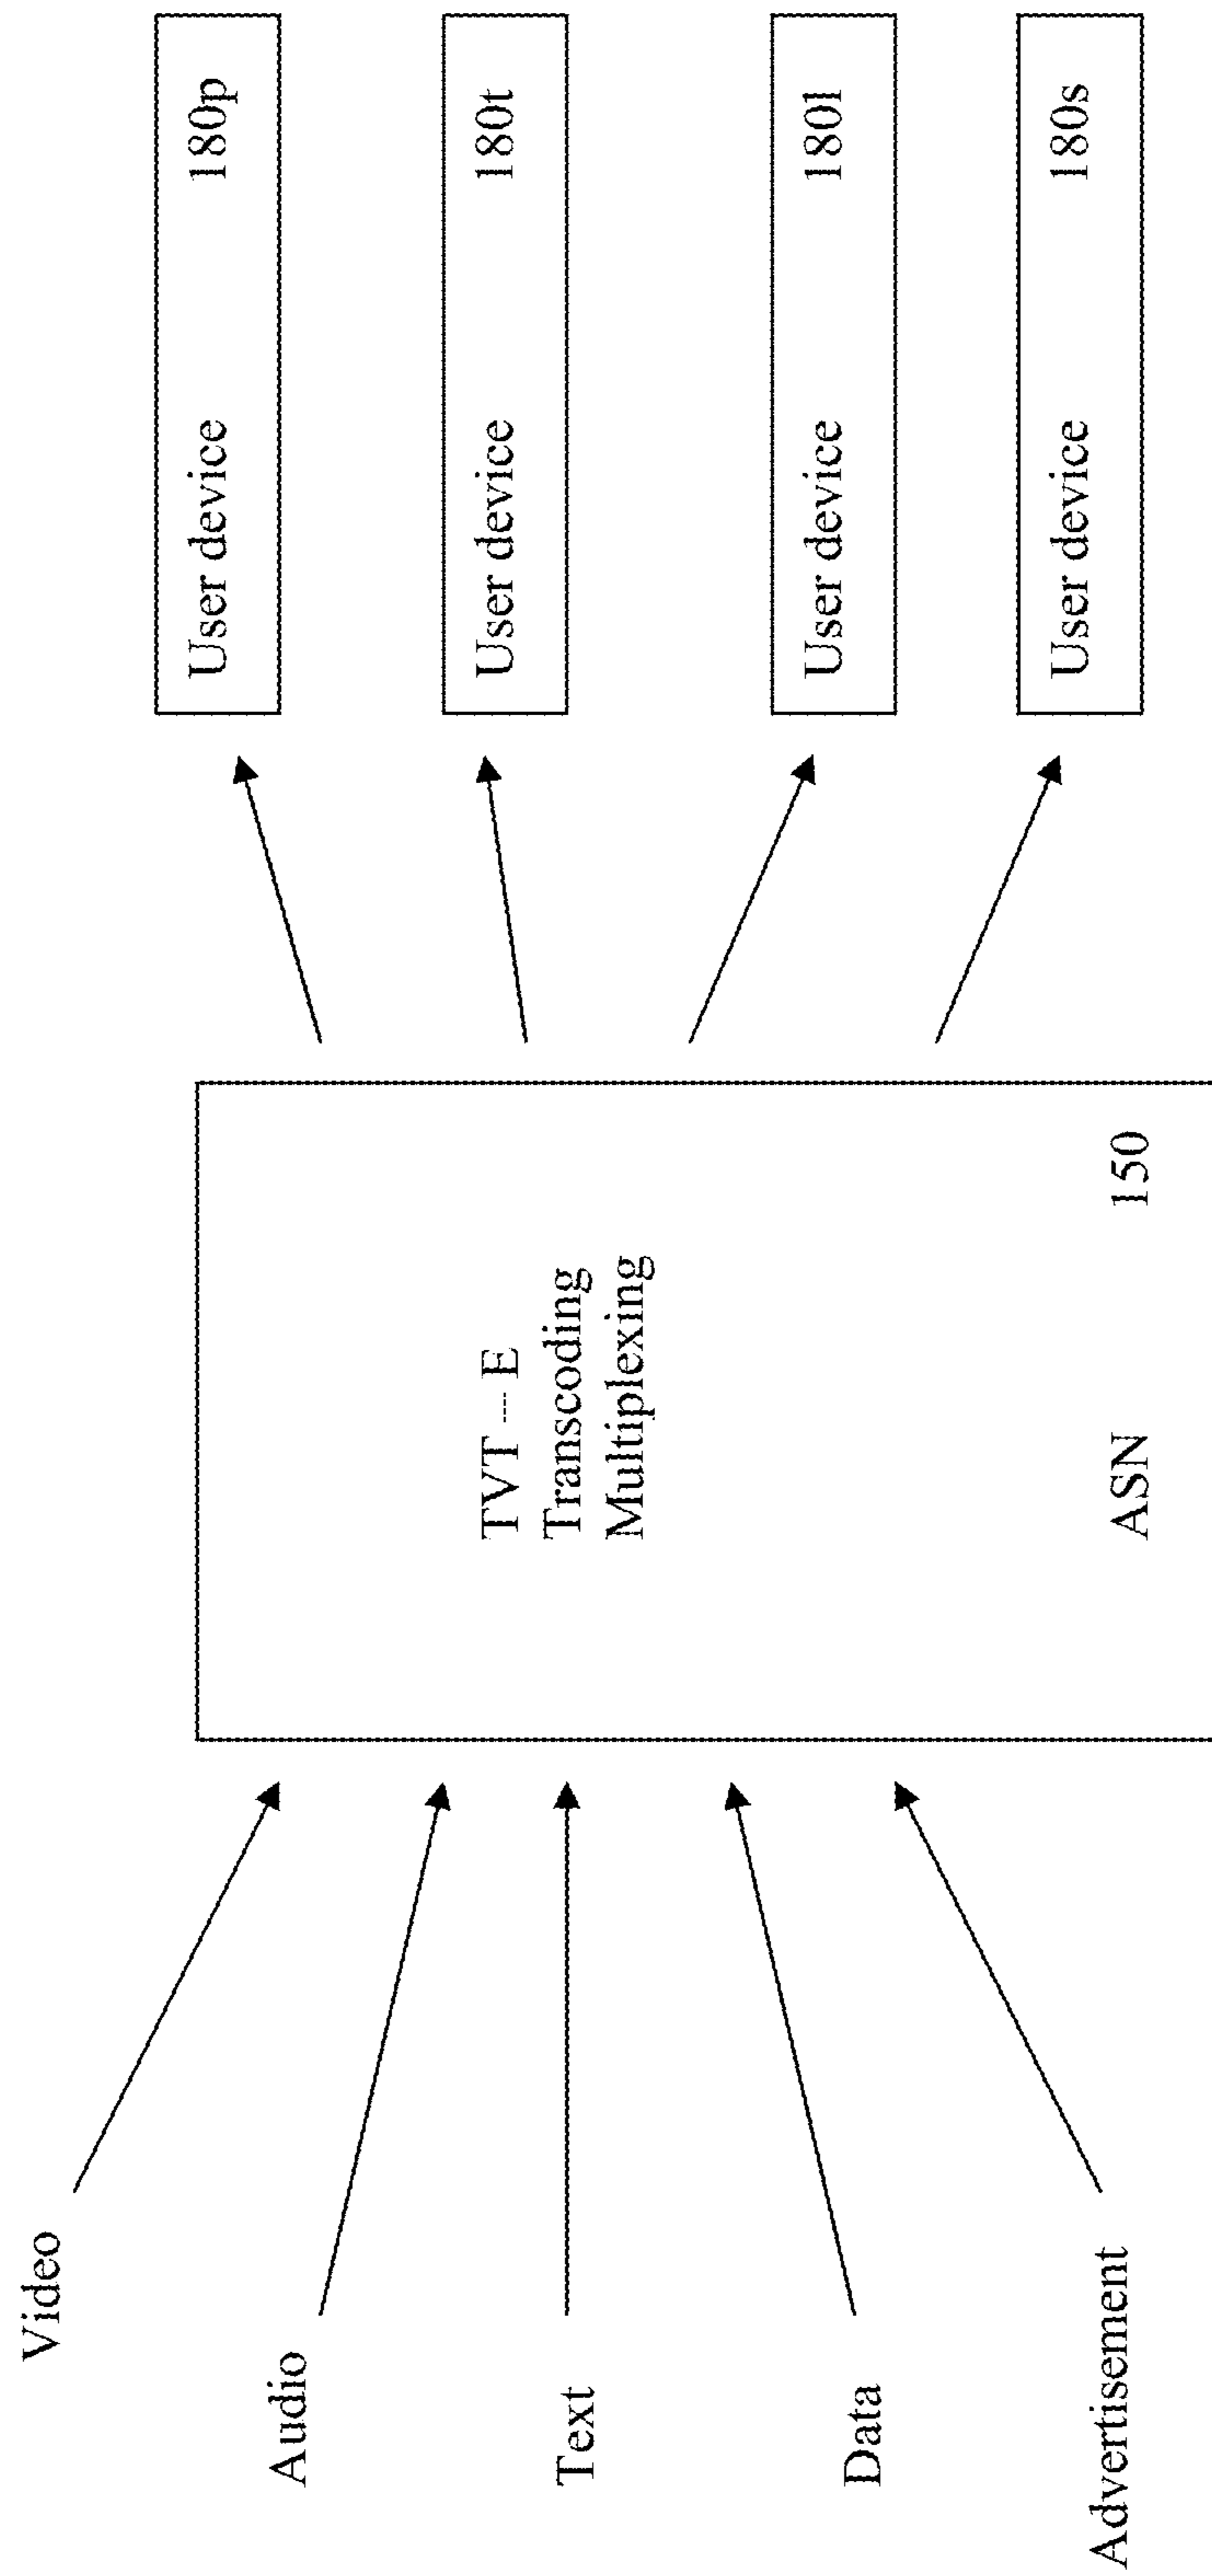 Video
Audio
Text
Data
Advertisement
TVT --- E
Transcoding
Multiplexing
ASN 150
User device 180p
User device 180t
User device 180l
User device 180s